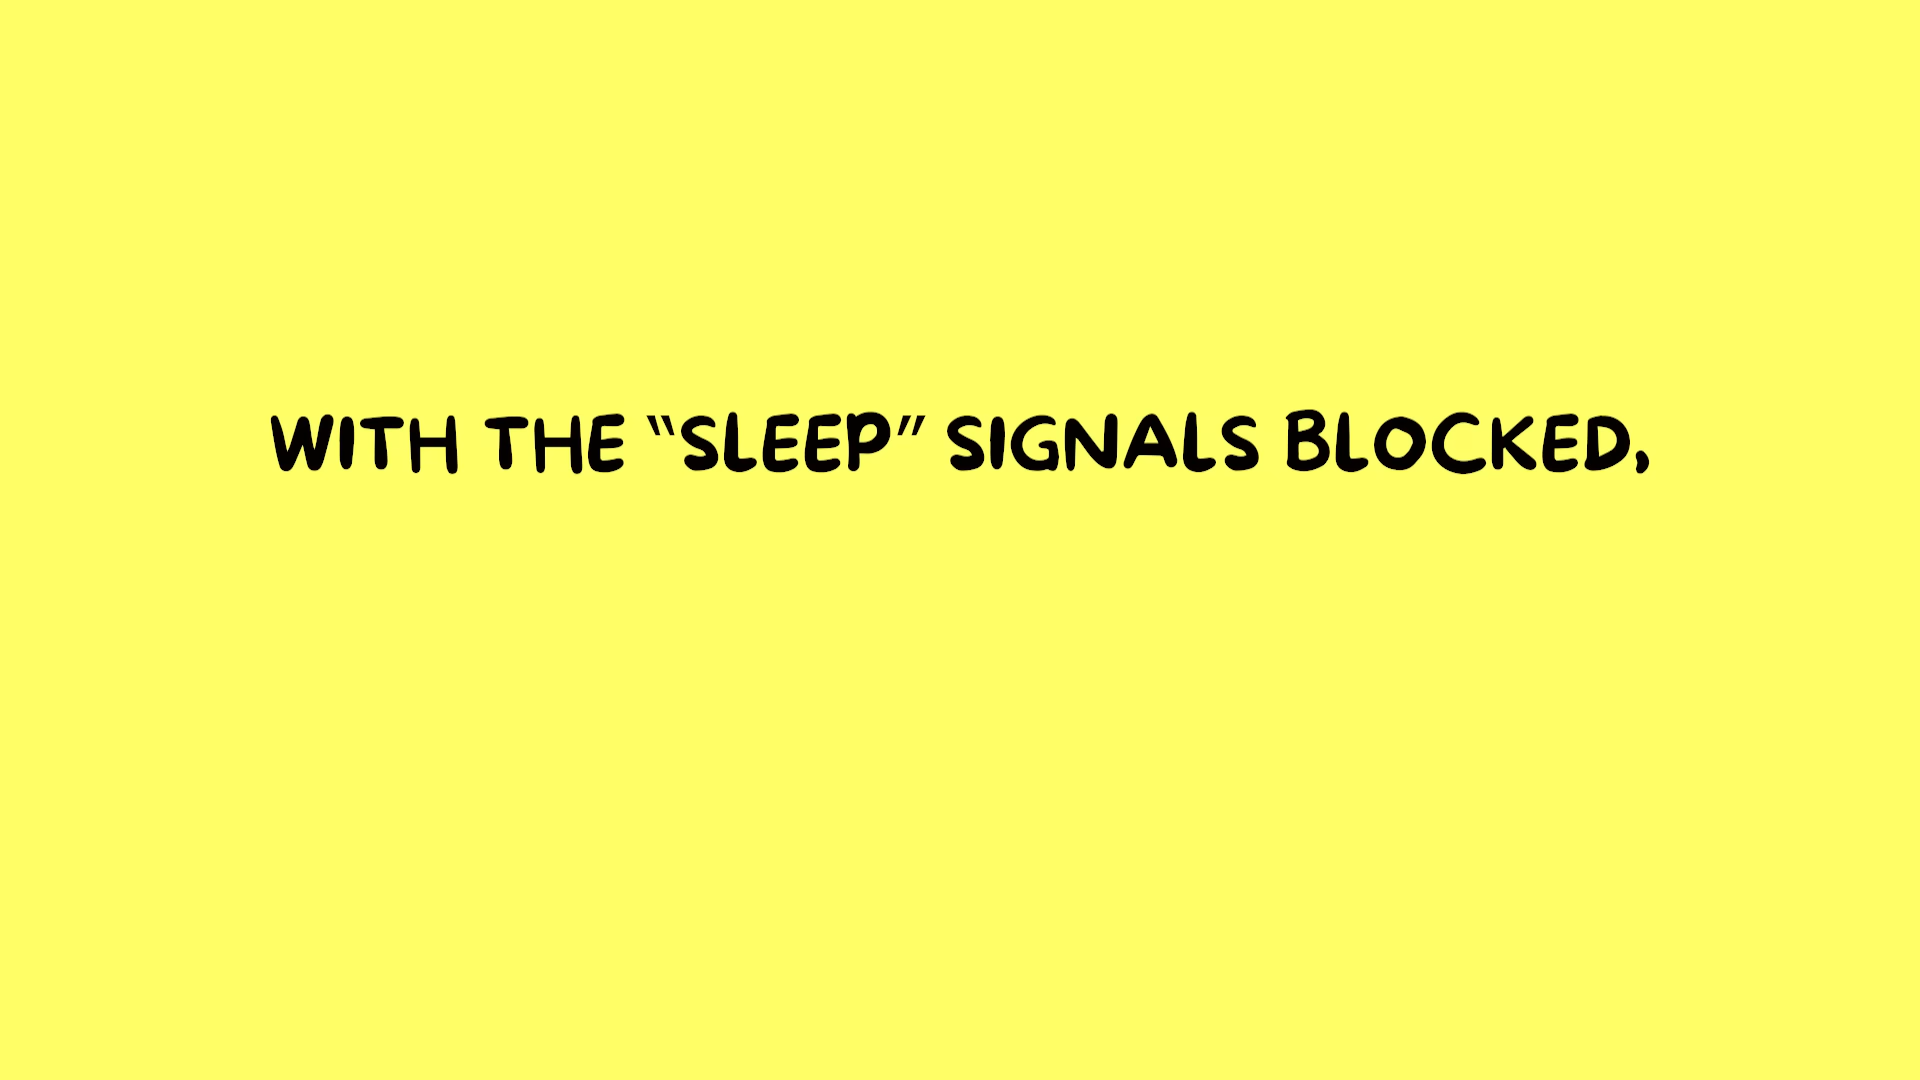 WITH THE “SLEEP” SIGNALS BLOCKED,